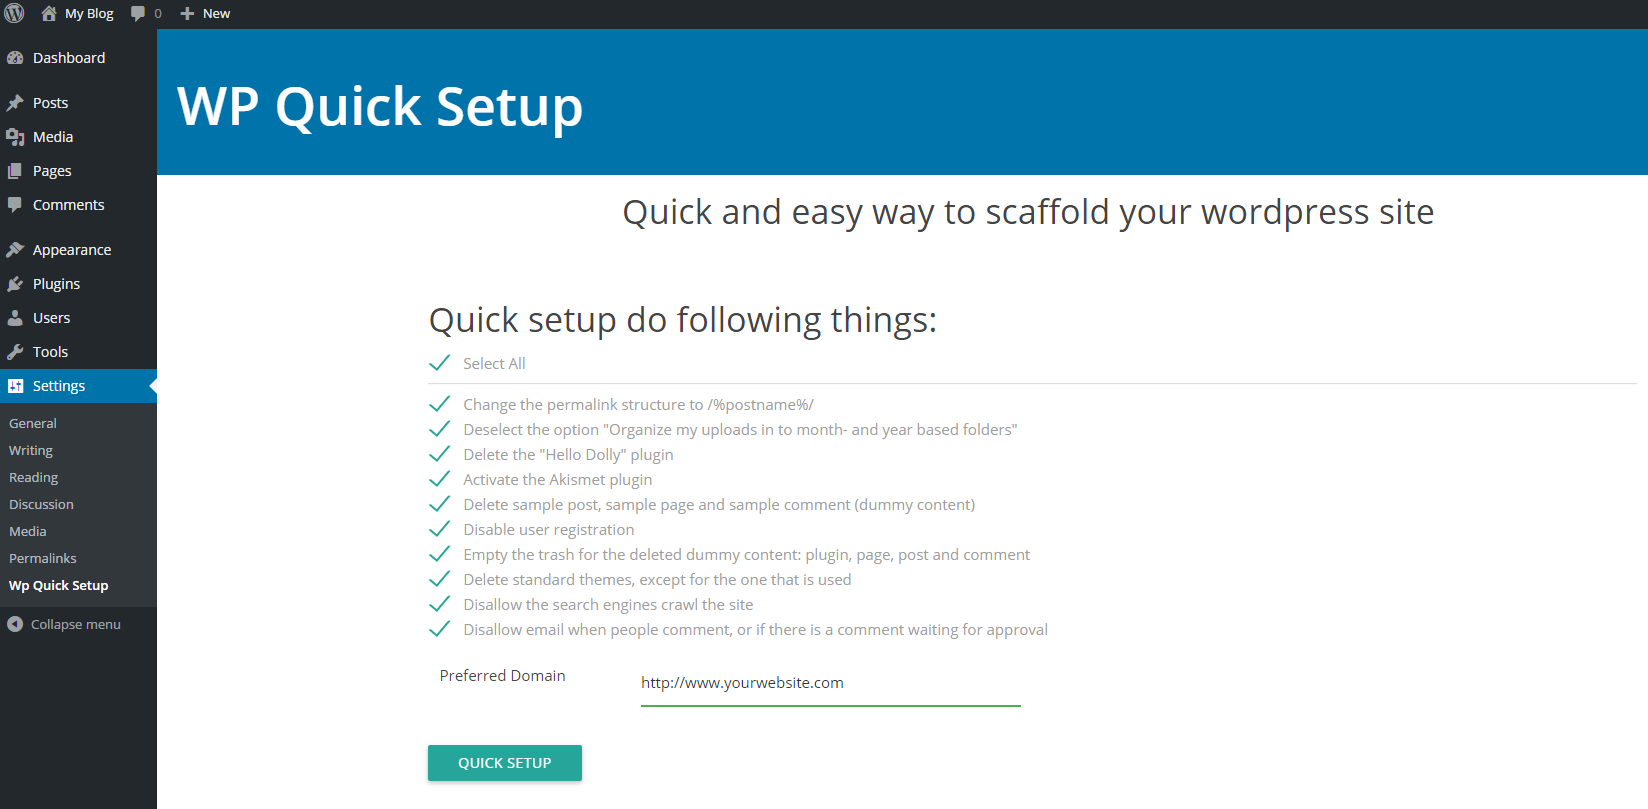 My Blog 0 New
Dashboard
Posts
Media
Pages
Comments
Appearance
Plugins
Users
Tools
Settings
General
Writing
Reading
Discussion
Media
Permalinks
Wp Quick Setup
Collapse menu
WP Quick Setup
Quick and easy way to scaffold your wordpress site
Quick setup do following things:
Select All
Change the permalink structure to /%postname%/
Deselect the option "Organize my uploads in to month- and year based folders"
Delete the "Hello Dolly" plugin
Activate the Akismet plugin
Delete sample post, sample page and sample comment (dummy content)
Disable user registration
Empty the trash for the deleted dummy content: plugin, page, post and comment
Delete standard themes, except for the one that is used
Disallow the search engines crawl the site
Disallow email when people comment, or if there is a comment waiting for approval
Preferred Domain
http://www.yourwebsite.com
QUICK SETUP